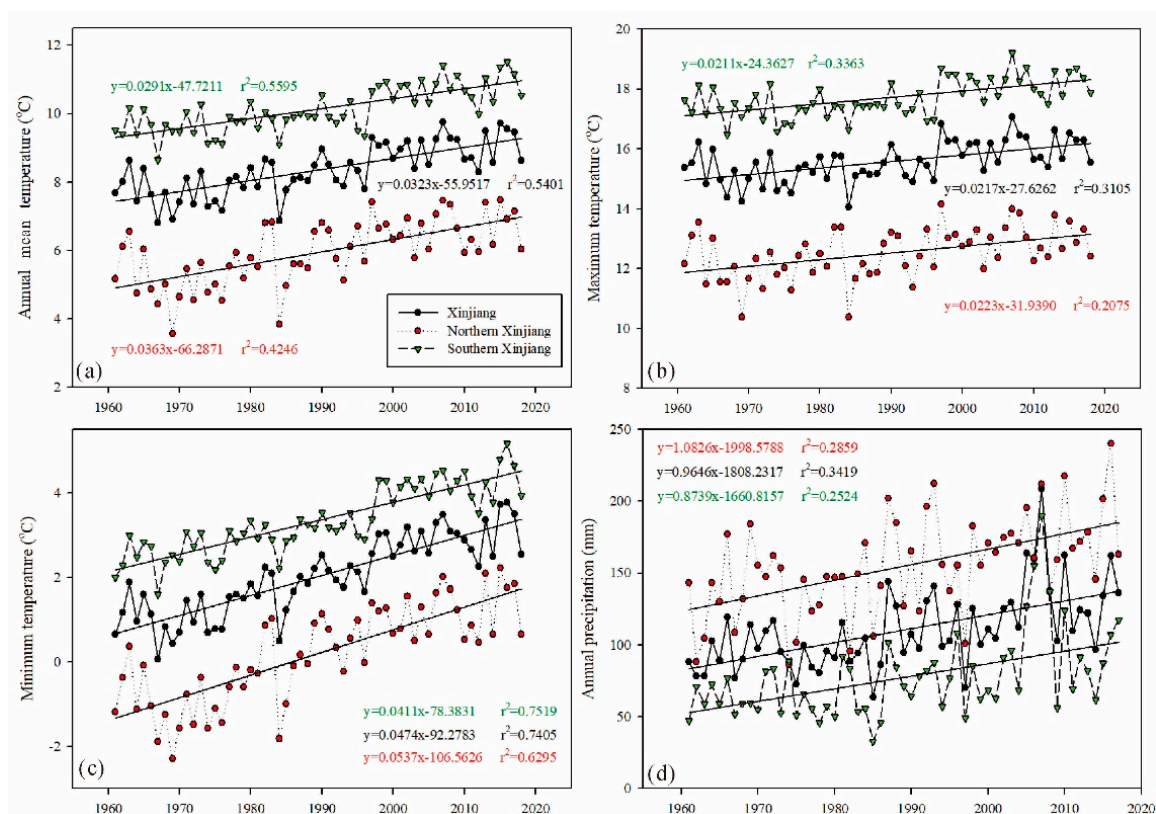 Annual mean temperature (°C)
12
10
8
6
4
2
y=0.0291x-47.7211 r²=0.5595
y=0.0323x-55.9517 r²=0.5401
y=0.0363x-66.2871 r²=0.4246
Xinjiang
Northern Xinjiang
Southern Xinjiang
(a)
1960 1970 1980 1990 2000 2010 2020
Maximum temperature (°C)
20
18
16
14
12
10
8
y=0.0211x-24.3627 r²=0.3363
y=0.0217x-27.6262 r²=0.3105
y=0.0223x-31.9390 r²=0.2075
(b)
1960 1970 1980 1990 2000 2010 2020
Minimum temperature (°C)
4
2
0
-2
y=0.0411x-78.3831 r²=0.7519
y=0.0474x-92.2783 r²=0.7405
y=0.0537x-106.5626 r²=0.6295
(c)
1960 1970 1980 1990 2000 2010 2020
Annual precipitation (mm)
250
200
150
100
50
0
y=1.0826x-1998.5788 r²=0.2859
y=0.9646x-1808.2317 r²=0.3419
y=0.8739x-1660.8157 r²=0.2524
(d)
1960 1970 1980 1990 2000 2010 2020